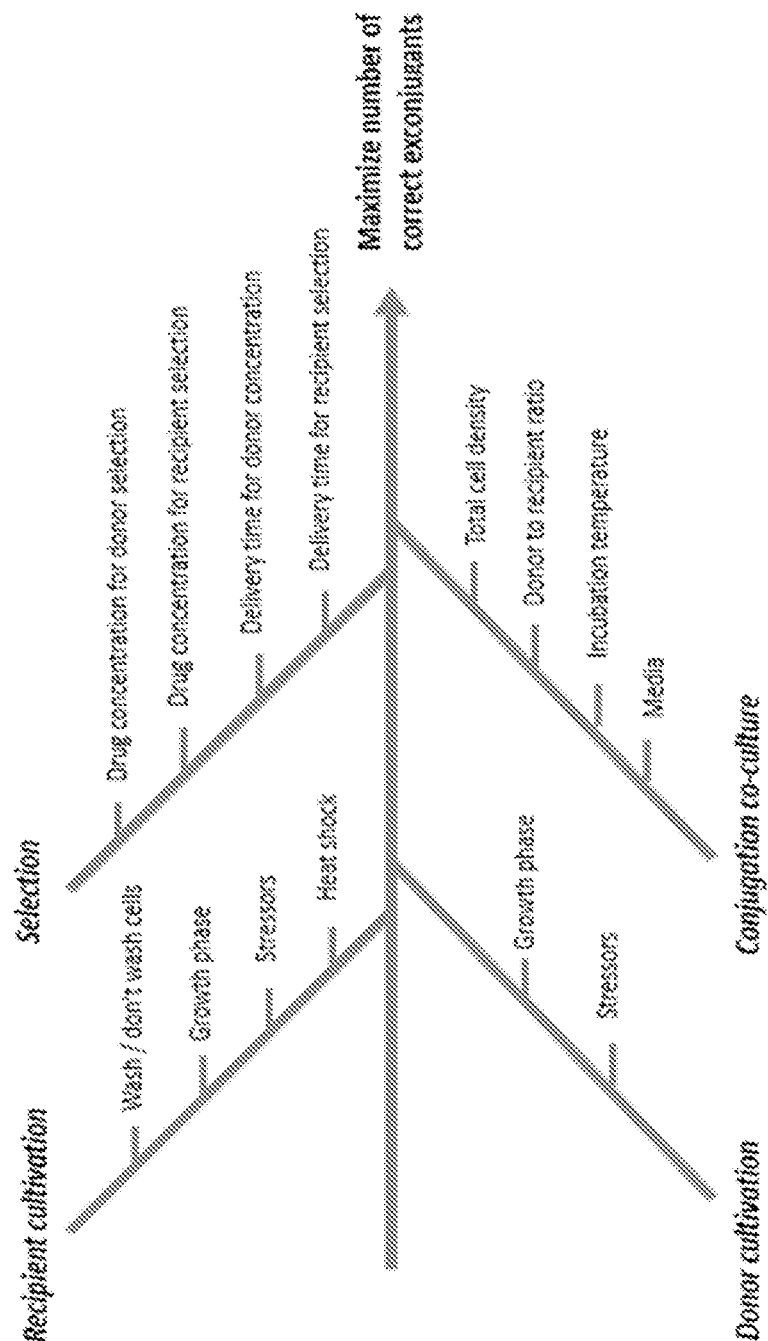 Recipient cultivation
Wash / don't wash cells
Growth phase
Stressors
Heat shock
Selection
Drug concentration for donor selection
Drug concentration for recipient selection
Delivery time for donor concentration
Delivery time for recipient selection
Maximize number of
correct exconjugants
Donor cultivation
Growth phase
Stressors
Conjugation co-culture
Total cell density
Donor to recipient ratio
Incubation temperature
Media